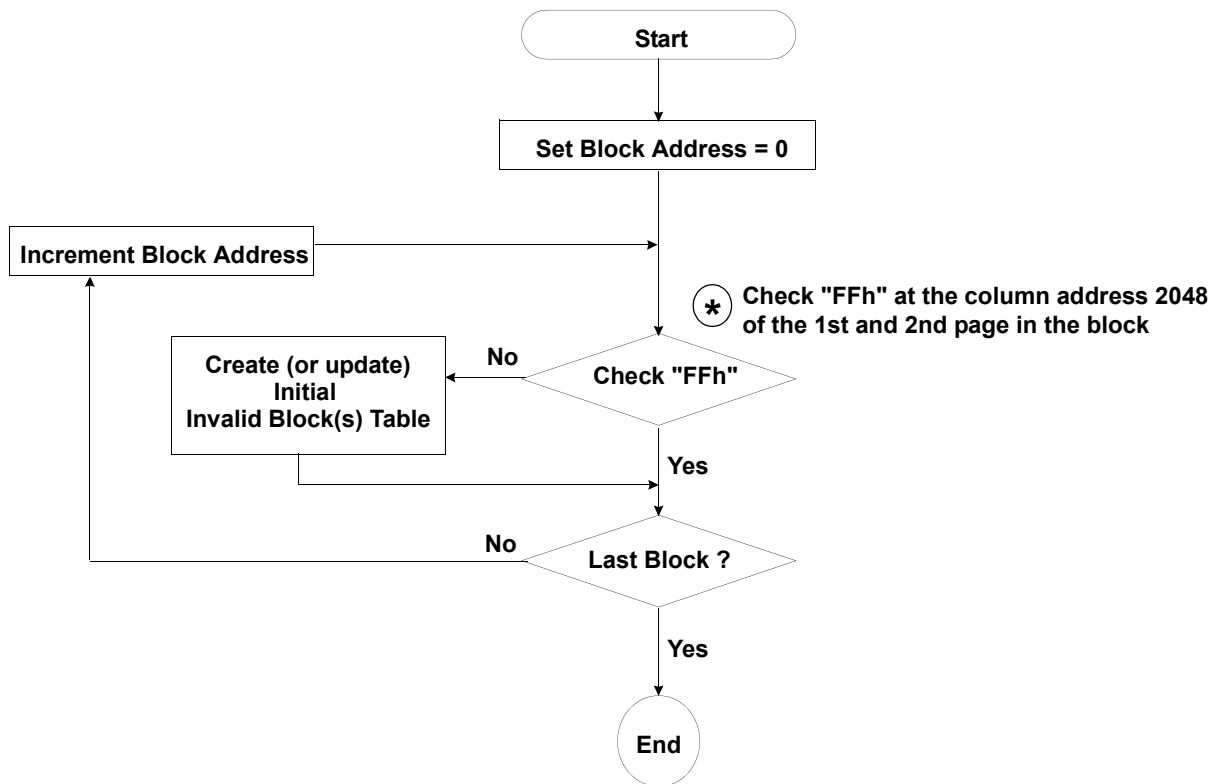 Start
Set Block Address = 0
Increment Block Address
* Check "FFh" at the column address 2048
of the 1st and 2nd page in the block
No
Check "FFh"
Create (or update)
Initial
Invalid Block(s) Table
Yes
No
Last Block ?
Yes
End